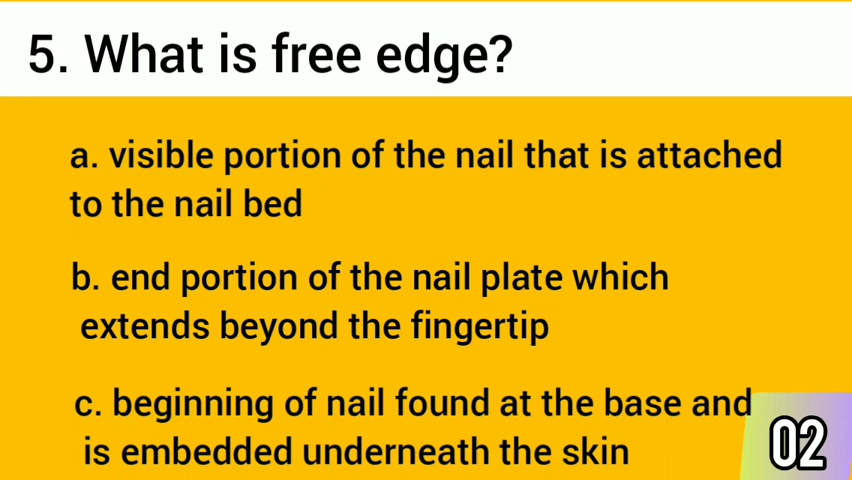 5. What is free edge?
a. visible portion of the nail that is attached
to the nail bed
b. end portion of the nail plate which
extends beyond the fingertip
c. beginning of nail found at the base and
is embedded underneath the skin
02